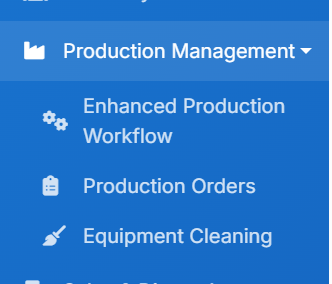 Production Management
Enhanced Production
Workflow
Production Orders
Equipment Cleaning